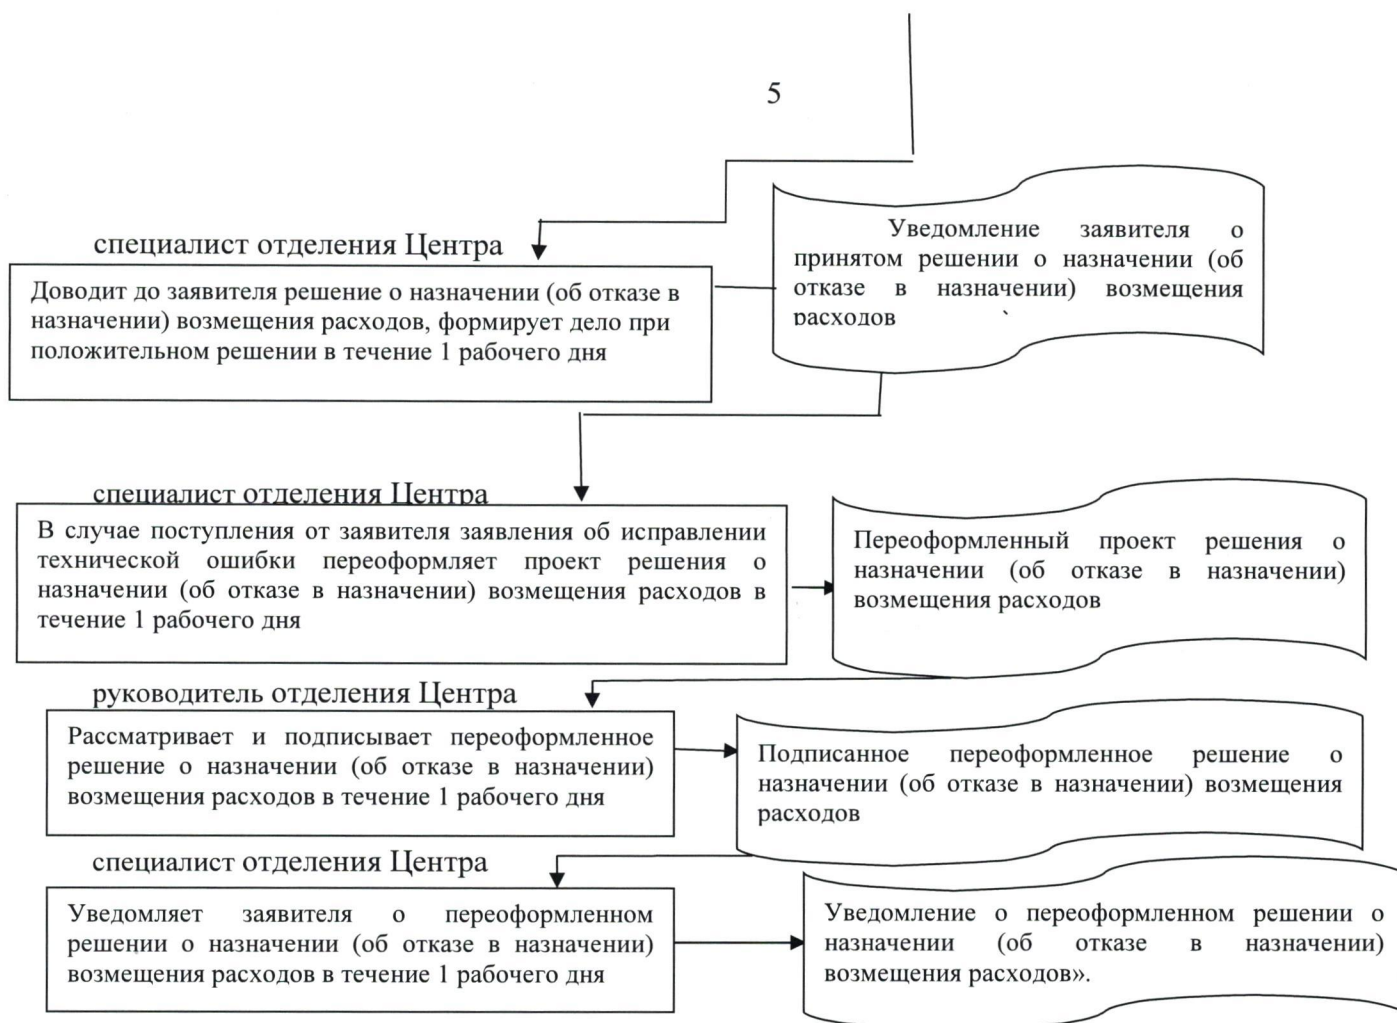 5
специалист отделения Центра
Доводит до заявителя решение о назначении (об отказе в
назначении) возмещения расходов, формирует дело при
положительном решении в течение 1 рабочего дня
Уведомление заявителя о
принятом решении о назначении (об
отказе в назначении) возмещения
расходов
специалист отделения Центра
В случае поступления от заявителя заявления об исправлении
технической ошибки переоформляет проект решения о
назначении (об отказе в назначении) возмещения расходов в
течение 1 рабочего дня
Переоформленный проект решения о
назначении (об отказе в назначении)
возмещения расходов
руководитель отделения Центра
Рассматривает и подписывает переоформленное
решение о назначении (об отказе в назначении)
возмещения расходов в течение 1 рабочего дня
Подписанное переоформленное решение о
назначении (об отказе в назначении) возмещения
расходов
специалист отделения Центра
Уведомляет заявителя о переоформленном
решении о назначении (об отказе в назначении)
возмещения расходов в течение 1 рабочего дня
Уведомление о переоформленном решении о
назначении (об отказе в назначении)
возмещения расходов».